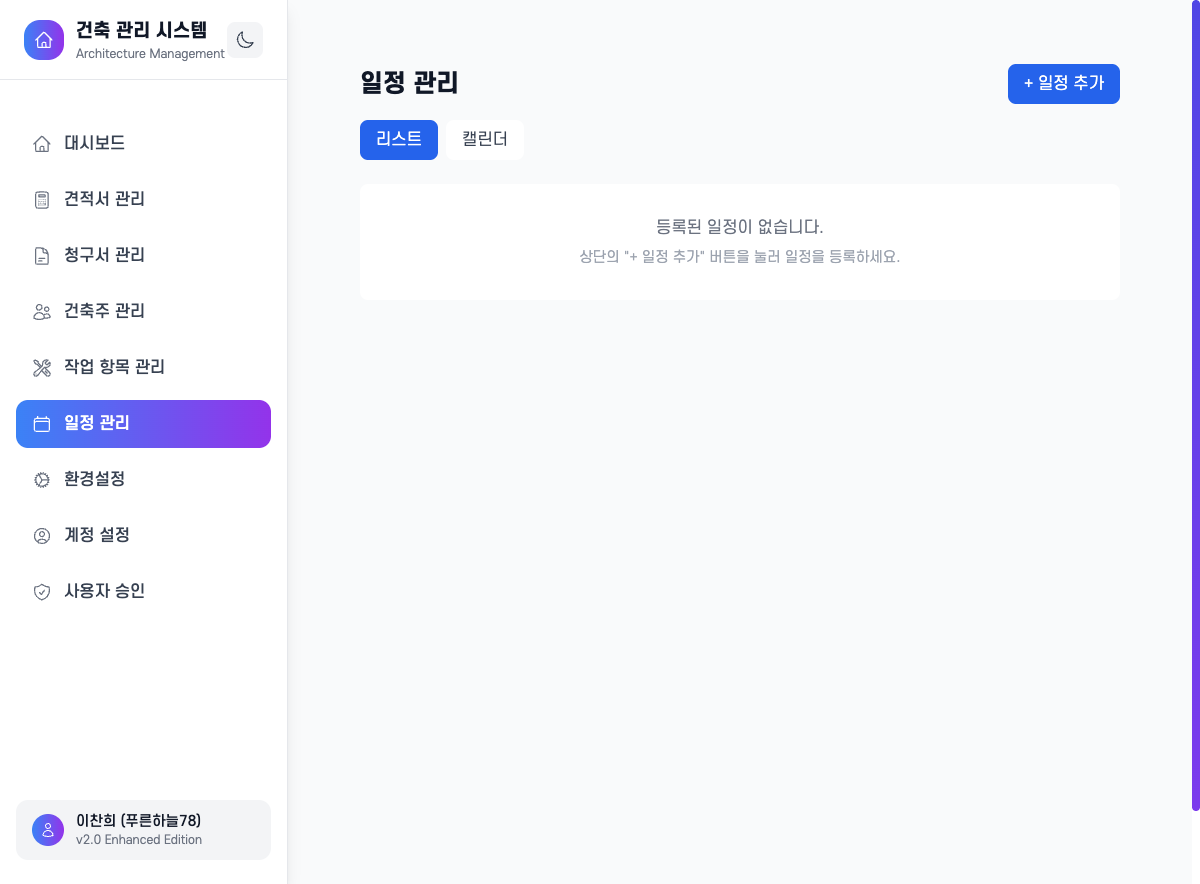 건축 관리 시스템
Architecture Management
대시보드
견적서 관리
청구서 관리
건축주 관리
작업 항목 관리
일정 관리
환경설정
계정 설정
사용자 승인
이찬희 (푸른하늘78)
v2.0 Enhanced Edition
일정 관리
+ 일정 추가
리스트
캘린더
등록된 일정이 없습니다.
상단의 "+ 일정 추가" 버튼을 눌러 일정을 등록하세요.